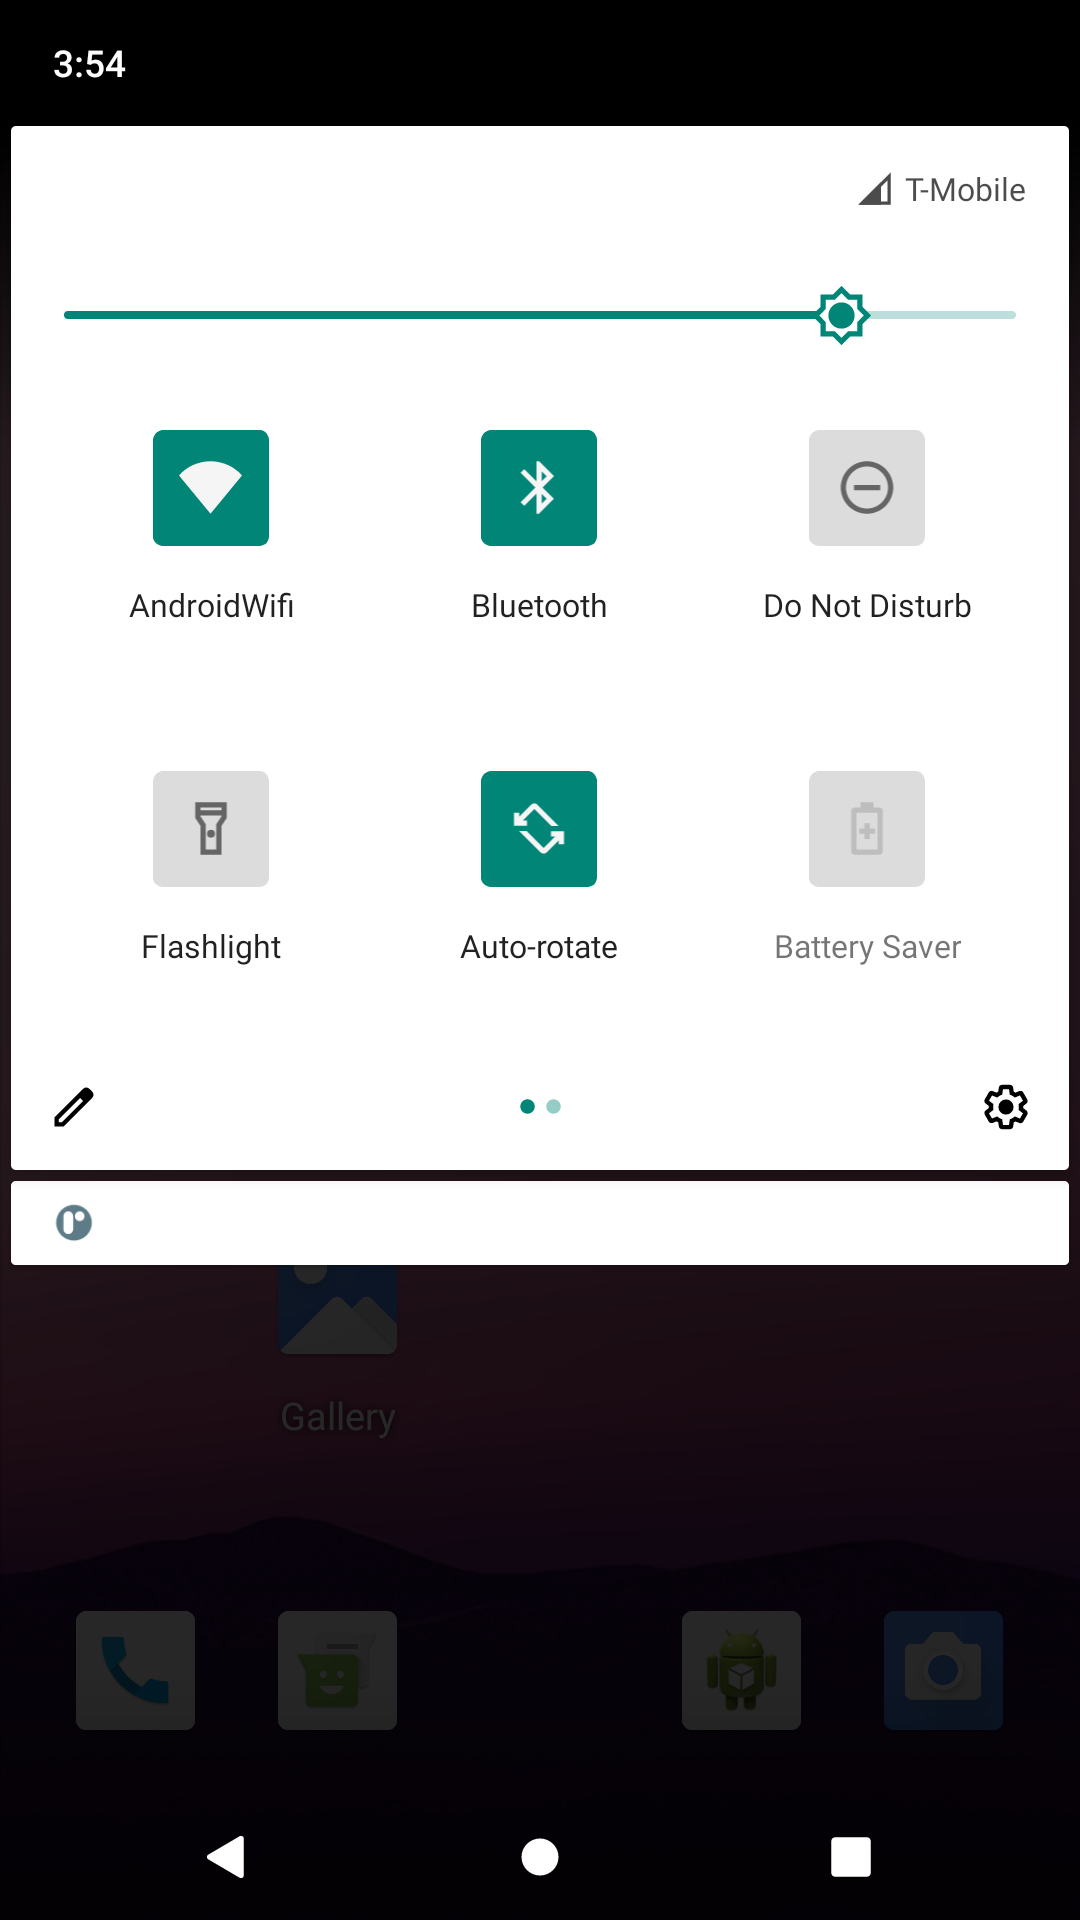 3:54
T-Mobile
AndroidWifi
Bluetooth
Do Not Disturb
Flashlight
Auto-rotate
Battery Saver
Gallery